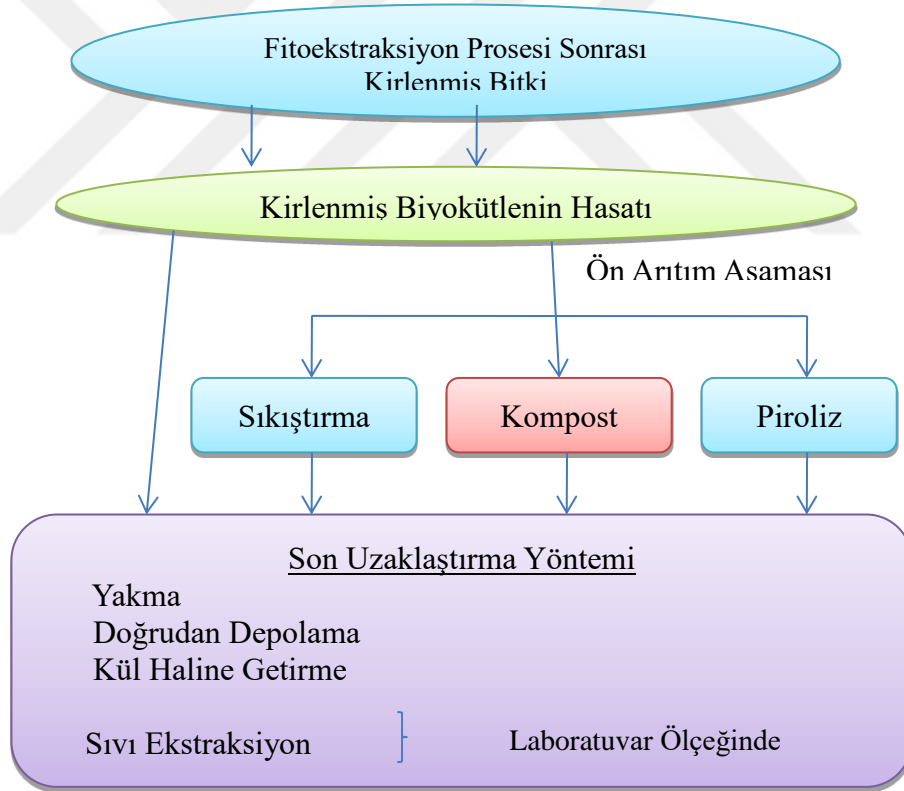 Fitoekstraksiyon Prosesi Sonrası
Kirlenmiş Bitki
Kirlenmiş Biyokütlenin Hasatı
Ön Arıtım Aşaması
Sıkıştırma
Kompost
Piroliz
Son Uzaklaştırma Yöntemi
Yakma
Doğrudan Depolama
Kül Haline Getirme
Sıvı Ekstraksiyon
Laboratuvar Ölçeğinde